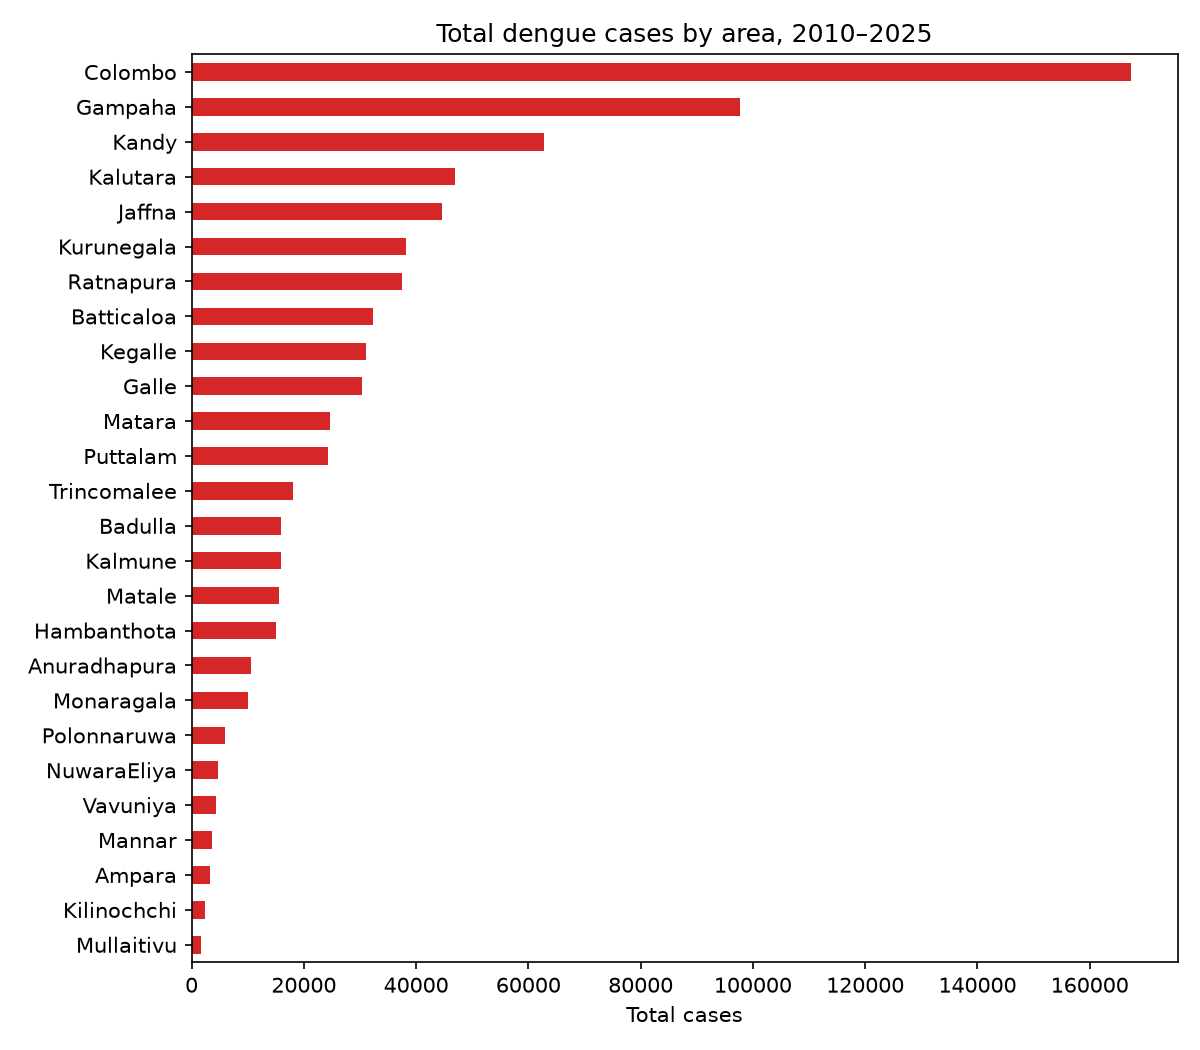 Total dengue cases by area, 2010–2025
Colombo
Gampaha
Kandy
Kalutara
Jaffna
Kurunegala
Ratnapura
Batticaloa
Kegalle
Galle
Matara
Puttalam
Trincomalee
Badulla
Kalmune
Matale
Hambanthota
Anuradhapura
Monaragala
Polonnaruwa
NuwaraEliya
Vavuniya
Mannar
Ampara
Kilinochchi
Mullaitivu
0 20000 40000 60000 80000 100000 120000 140000 160000
Total cases